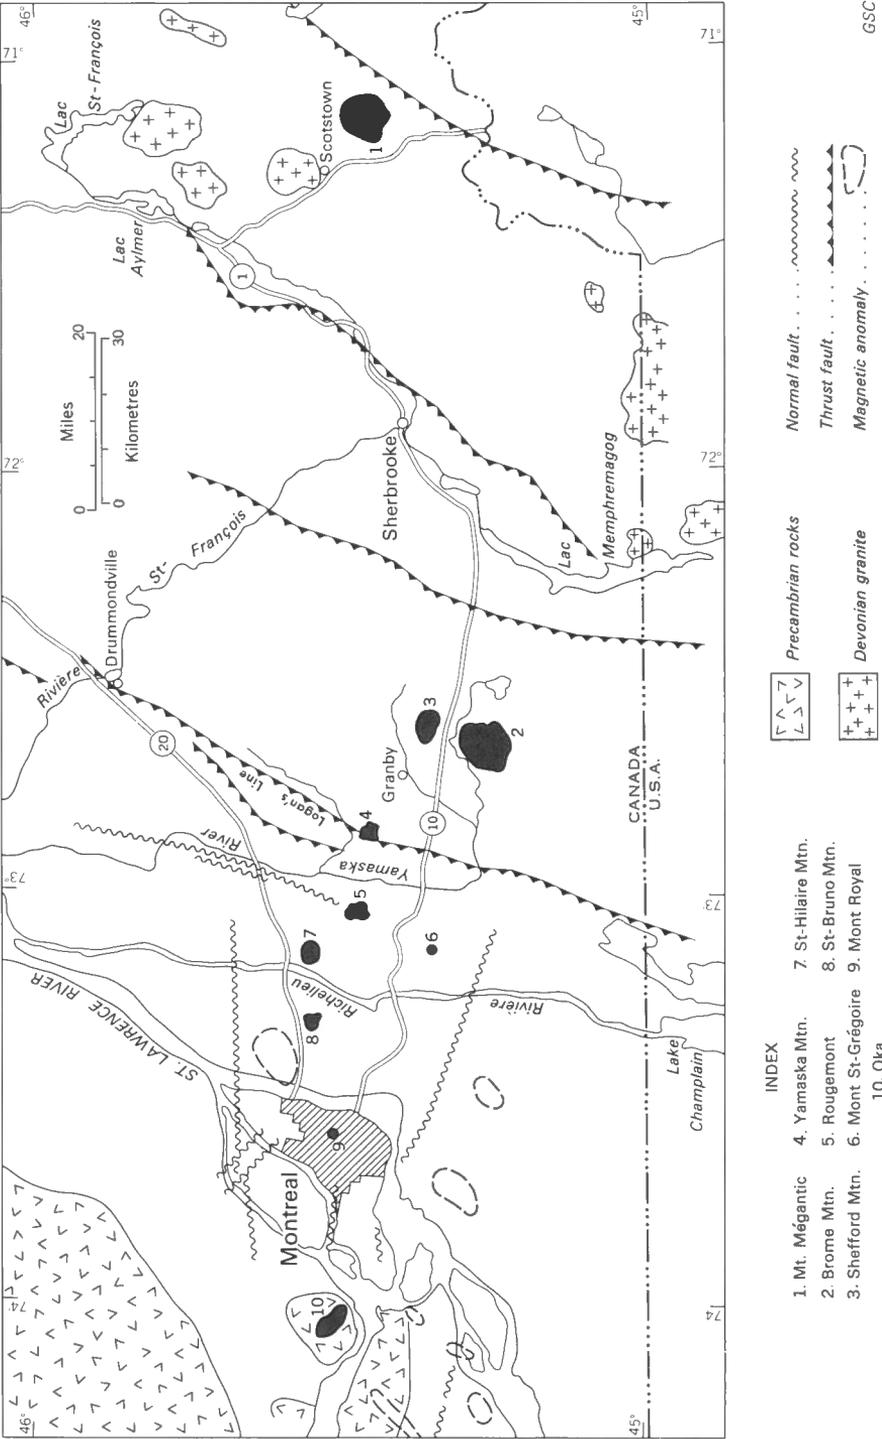 46°
74°
73°
72°
71°
46°
Rivière
Drummondville
St-
François
Lac
Aylmer
Lac
St-François
20
Miles
0
20
0
30
Kilometres
1
Scotstown
1
ST. LAWRENCE RIVER
Yamaska
River
Logan's
Line
Richelieu
Rivière
7
8
5
4
Granby
3
2
6
10
Sherbrooke
Montreal
9
10
Lac
Memphremagog
Lake
Champlain
CANADA
U.S.A.
45°
74
73°
72°
71°
45°
INDEX
1. Mt. Mégantic
2. Brome Mtn.
3. Shefford Mtn.
4. Yamaska Mtn.
5. Rougemont
6. Mont St-Grégoire
7. St-Hilaire Mtn.
8. St-Bruno Mtn.
9. Mont Royal
10. Oka
Precambrian rocks
Devonian granite
Normal fault . . . .
Thrust fault . . . . .
Magnetic anomaly . . . . . . .
GSC